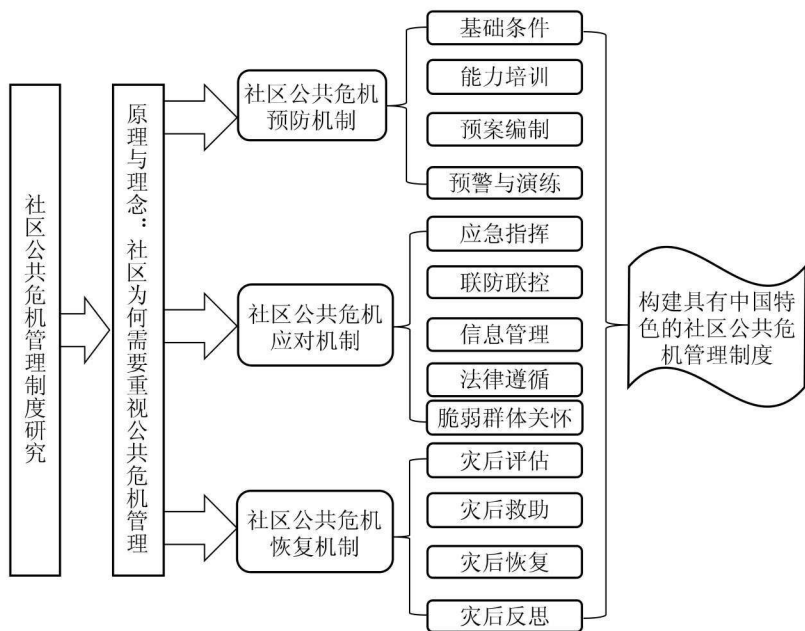 社区公共危机管理制度研究
原理与理念：社区为何需要重视公共危机管理
社区公共危机
预防机制
基础条件
能力培训
预案编制
预警与演练
社区公共危机
应对机制
应急指挥
联防联控
信息管理
法律遵循
脆弱群体关怀
社区公共危机
恢复机制
灾后评估
灾后救助
灾后恢复
灾后反思
构建具有中国特
色的社区公共危
机管理制度